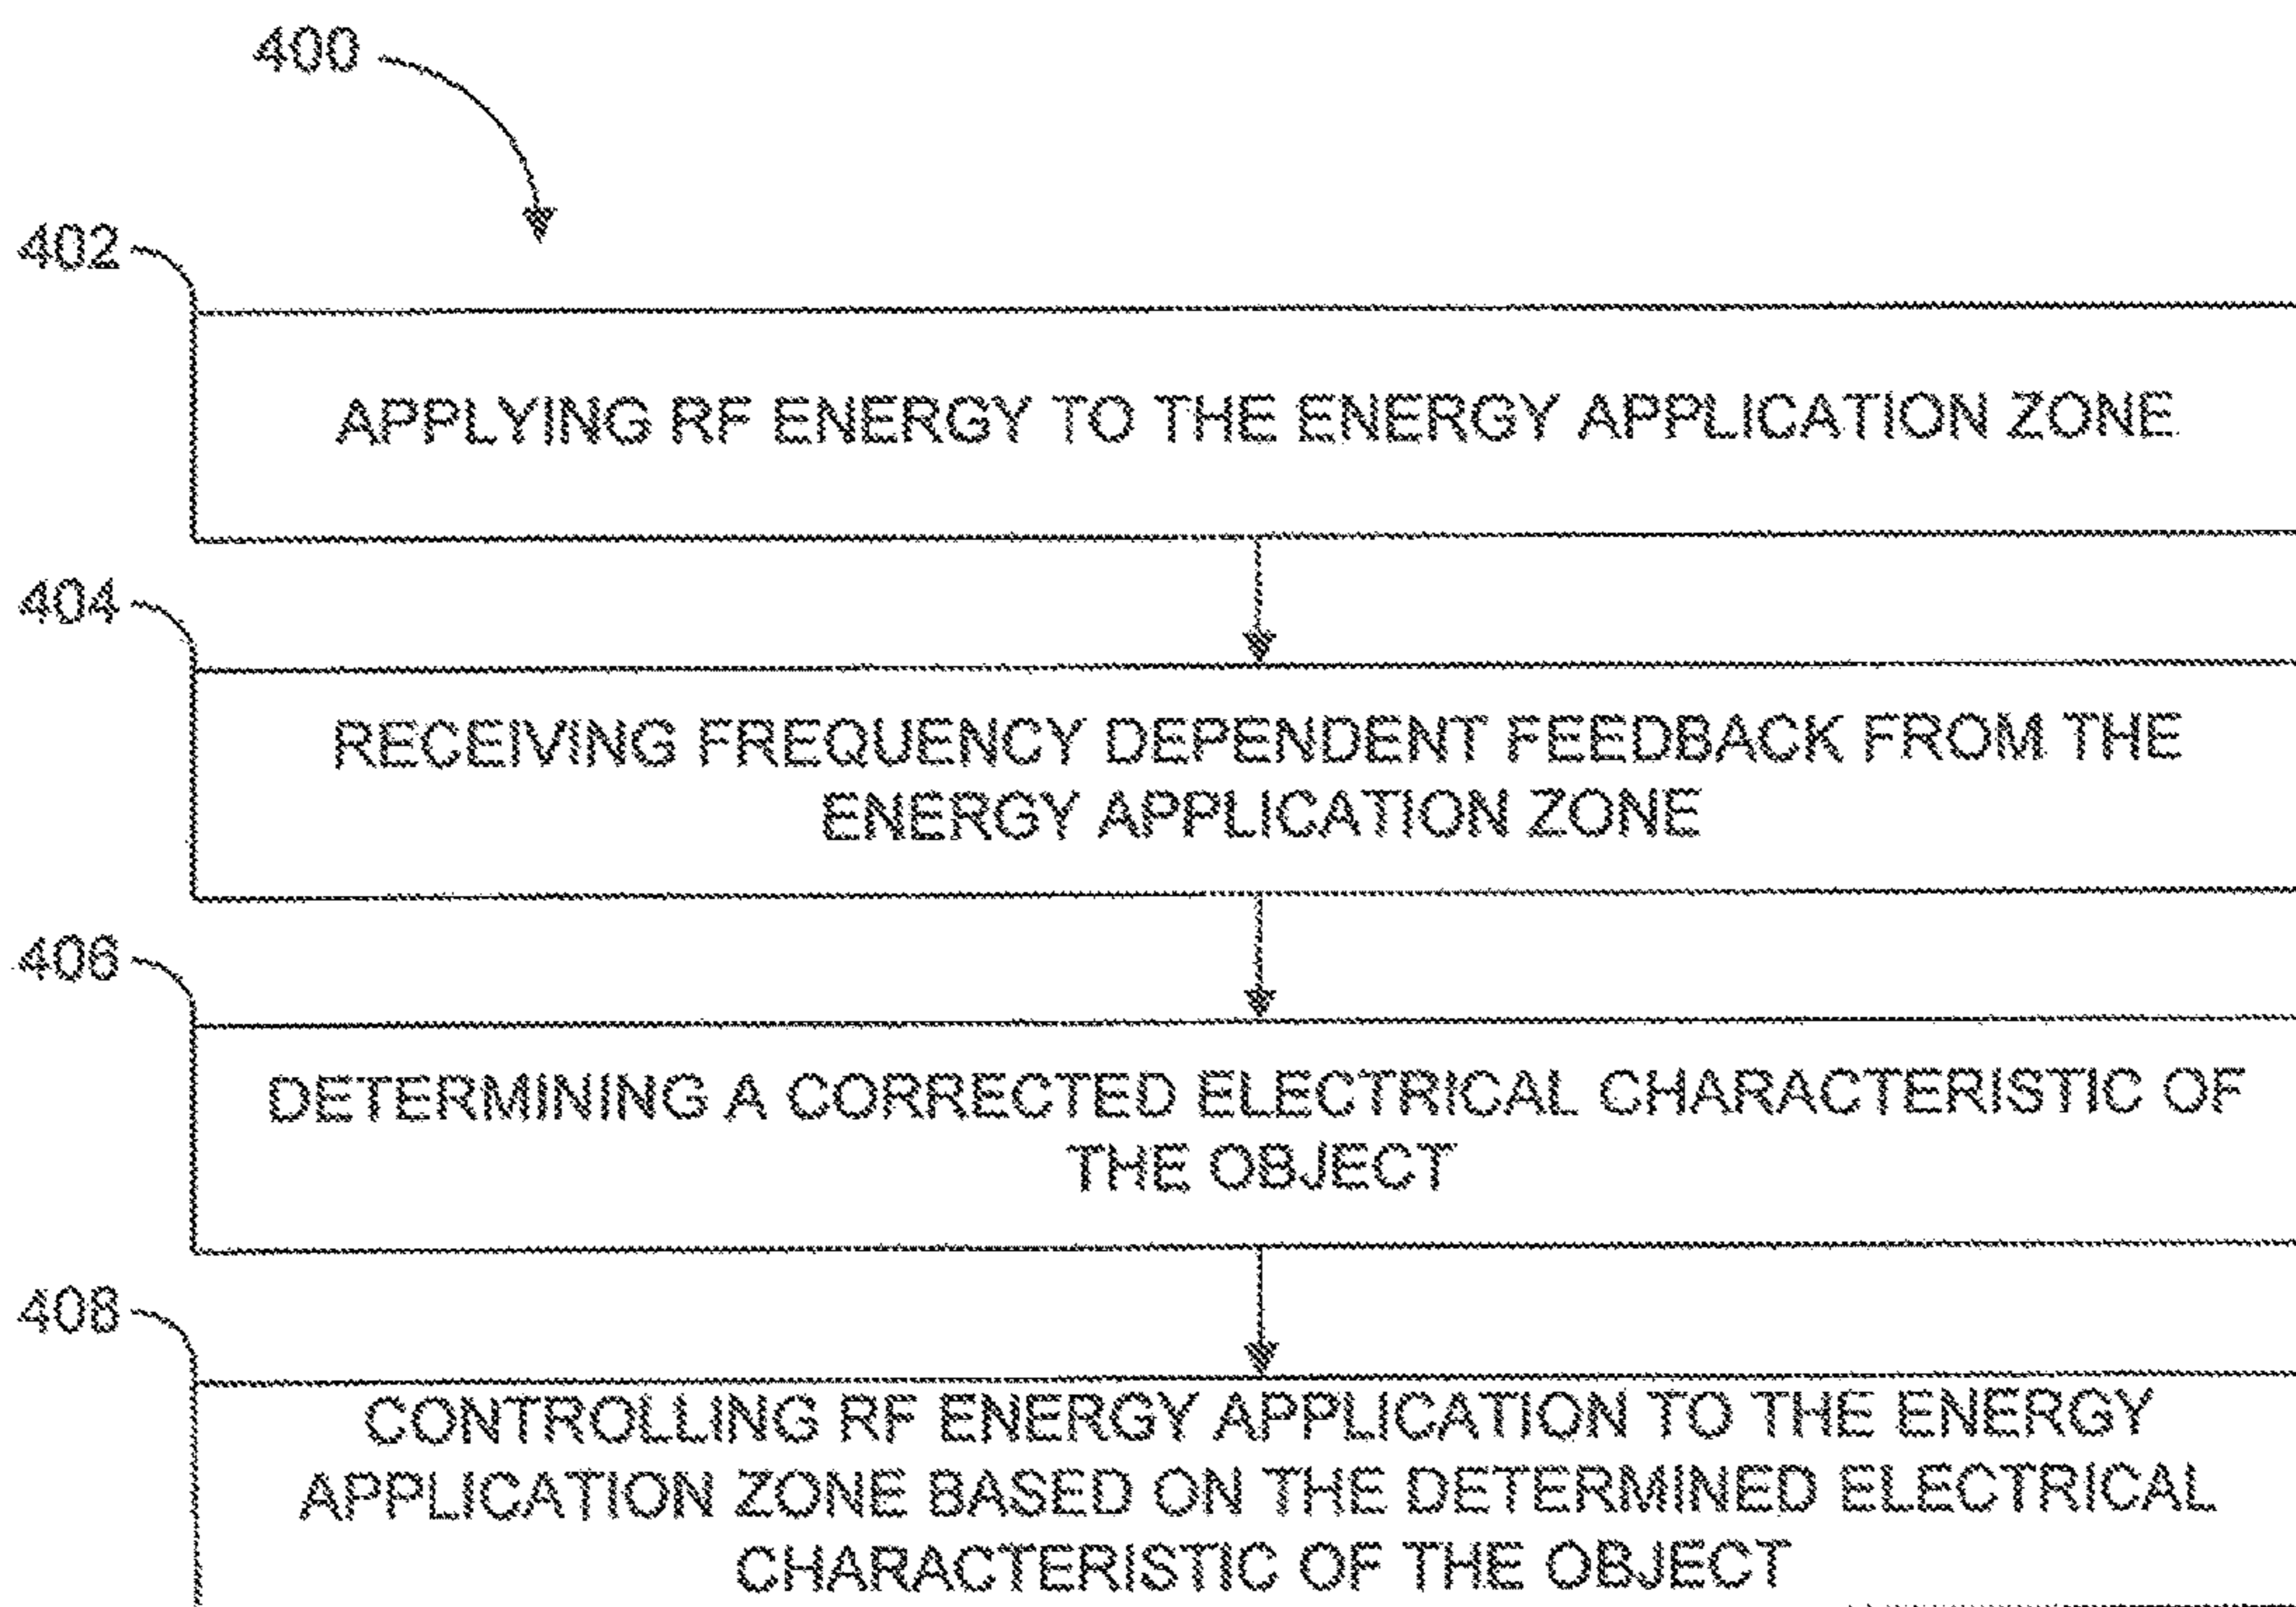 400
402
APPLYING RF ENERGY TO THE ENERGY APPLICATION ZONE
404
RECEIVING FREQUENCY DEPENDENT FEEDBACK FROM THE
ENERGY APPLICATION ZONE
406
DETERMINING A CORRECTED ELECTRICAL CHARACTERISTIC OF
THE OBJECT
408
CONTROLLING RF ENERGY APPLICATION TO THE ENERGY
APPLICATION ZONE BASED ON THE DETERMINED ELECTRICAL
CHARACTERISTIC OF THE OBJECT